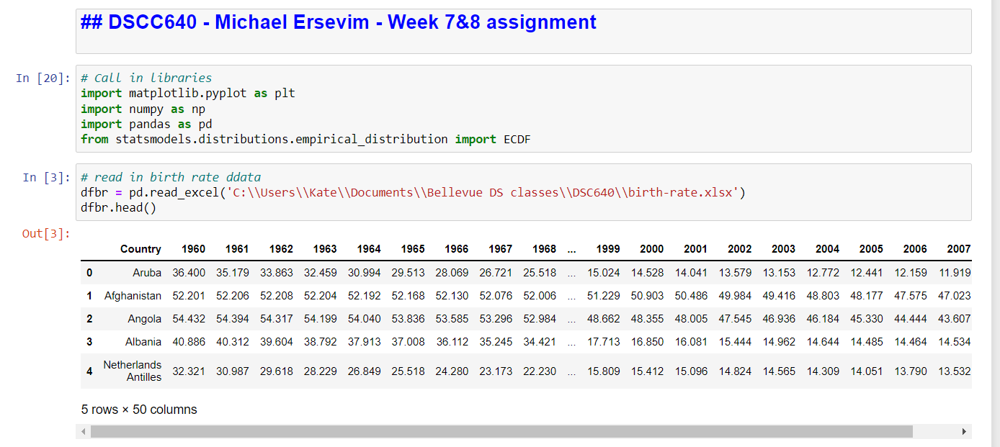 ## DSCC640 - Michael Ersevim - Week 7&8 assignment
In [20]: # Call in libraries
import matplotlib.pyplot as plt
import numpy as np
import pandas as pd
from statsmodels.distributions.empirical_distribution import ECDF
In [3]: # read in birth rate ddata
dfbr = pd.read_excel('C:\\Users\\Kate\\Documents\\Bellevue DS classes\\DSC640\\birth-rate.xlsx')
dfbr.head()
Out[3]:
Country 1960 1961 1962 1963 1964 1965 1966 1967 1968 ... 1999 2000 2001 2002 2003 2004 2005 2006 2007
0 Aruba 36.400 35.179 33.863 32.459 30.994 29.513 28.069 26.721 25.518 ... 15.024 14.528 14.041 13.579 13.153 12.772 12.441 12.159 11.919
1 Afghanistan 52.201 52.206 52.208 52.204 52.192 52.168 52.130 52.076 52.006 ... 51.229 50.903 50.486 49.984 49.416 48.803 48.177 47.575 47.023
2 Angola 54.432 54.394 54.317 54.199 54.040 53.836 53.585 53.296 52.984 ... 48.662 48.355 48.005 47.545 46.936 46.184 45.330 44.444 43.607
3 Albania 40.886 40.312 39.604 38.792 37.913 37.008 36.112 35.245 34.421 ... 17.713 16.850 16.081 15.444 14.962 14.644 14.485 14.464 14.534
4 Netherlands Antilles 32.321 30.987 29.618 28.229 26.849 25.518 24.280 23.173 22.230 ... 15.809 15.412 15.096 14.824 14.565 14.309 14.051 13.790 13.532
5 rows × 50 columns